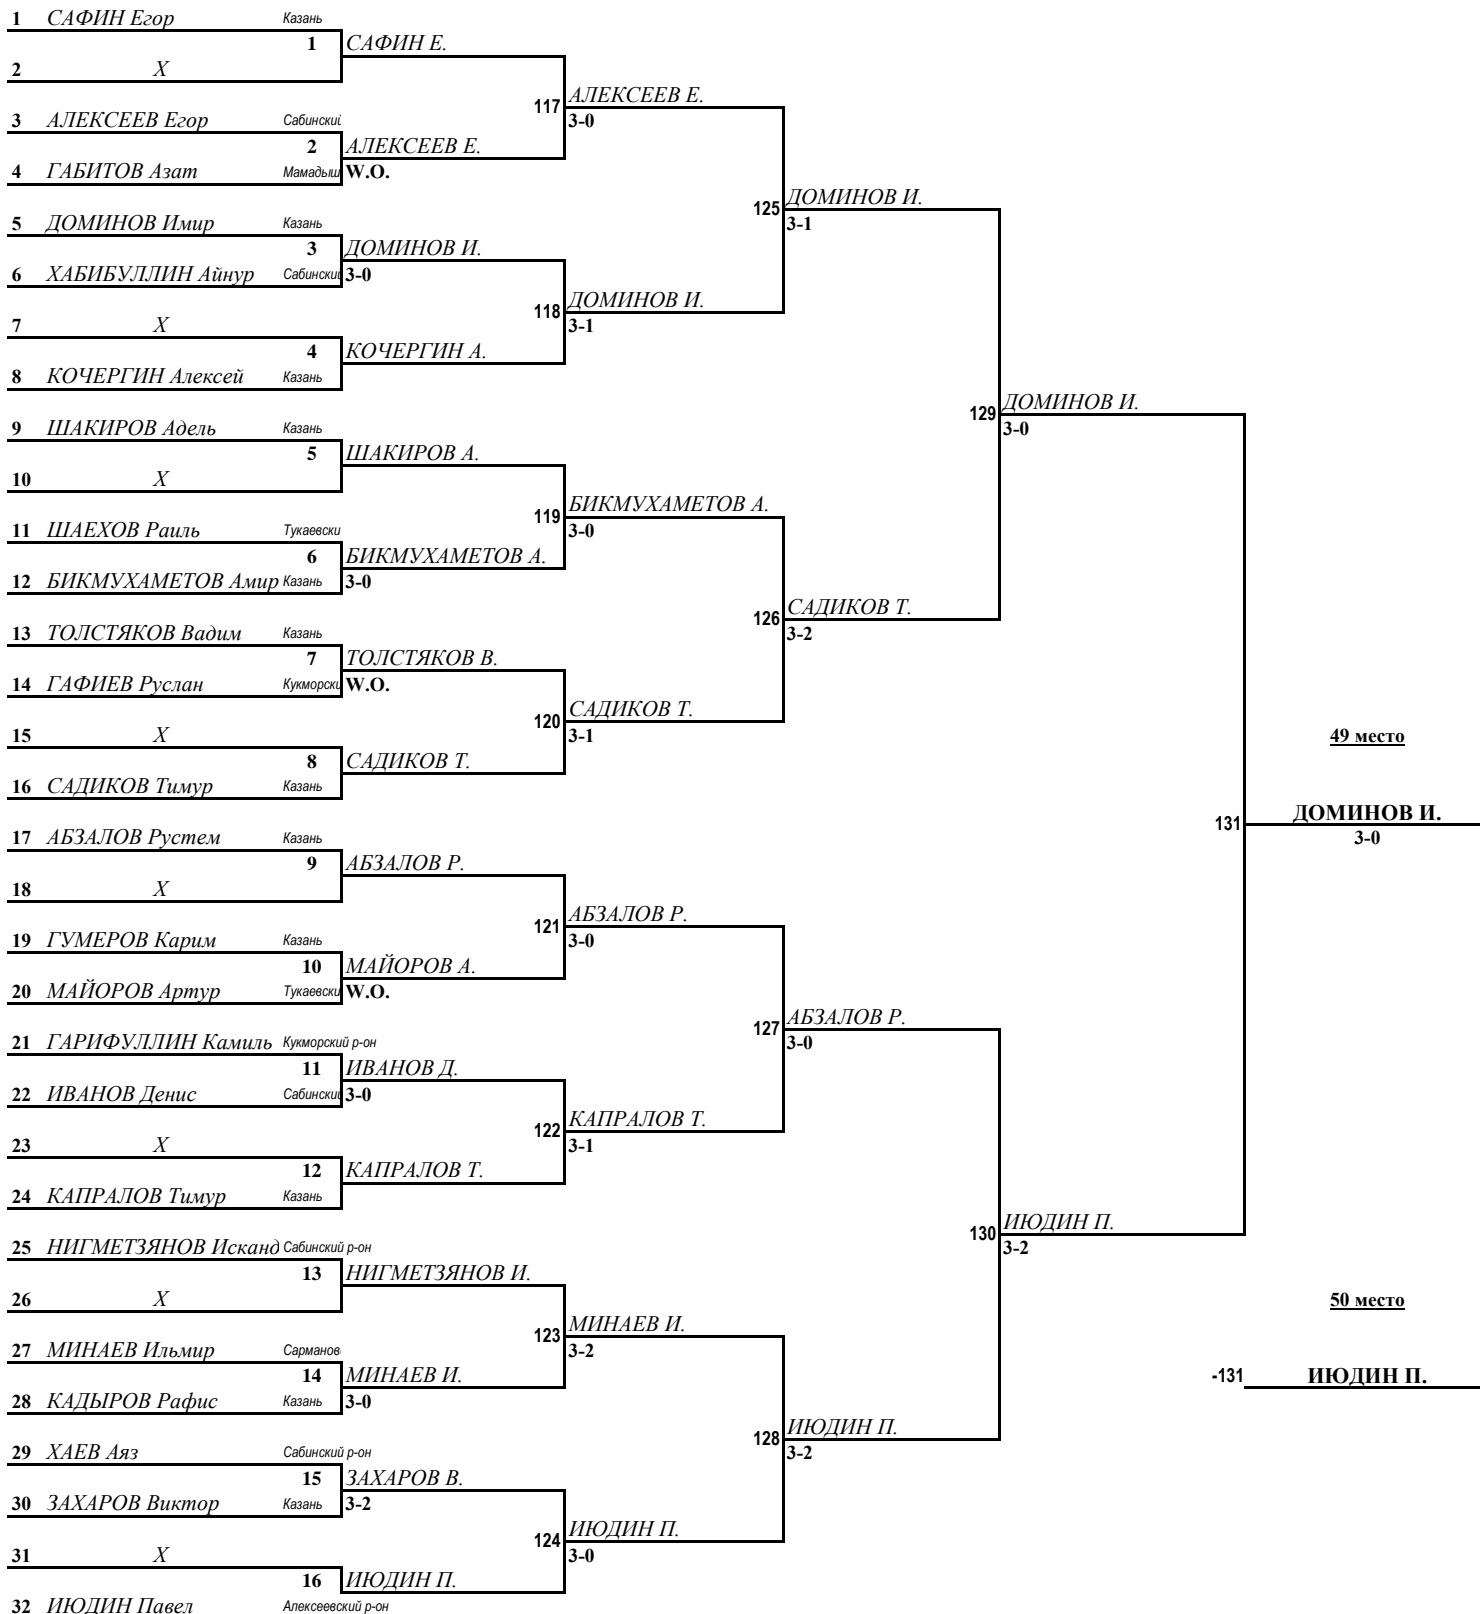 1 САФИН Егор Казань
1 САФИН Е.
2 X
АЛЕКСЕЕВ Е.
117
3-0
3 АЛЕКСЕЕВ Егор Сабинский
2 АЛЕКСЕЕВ Е.
4 ГАБИТОВ Азат Мамадыш W.O.
ДОМИНОВ И.
125
3-1
5 ДОМИНОВ Имир Казань
3 ДОМИНОВ И.
6 ХАБИБУЛЛИН Айнур Сабинский 3-0
ДОМИНОВ И.
118
3-1
7 X
4 КОЧЕРГИН А.
8 КОЧЕРГИН Алексей Казань
ДОМИНОВ И.
129
3-0
9 ШАКИРОВ Адель Казань
5 ШАКИРОВ А.
10 X
БИКМУХАМЕТОВ А.
119
3-0
11 ШАЕХОВ Раиль Тукаевски
6 БИКМУХАМЕТОВ А.
12 БИКМУХАМЕТОВ Амир Казань 3-0
САДИКОВ Т.
126
3-2
13 ТОЛСТЯКОВ Вадим Казань
7 ТОЛСТЯКОВ В.
14 ГАФИЕВ Руслан Кукморски W.O.
САДИКОВ Т.
120
3-1
15 X
49 место
8 САДИКОВ Т.
16 САДИКОВ Тимур Казань
131 ДОМИНОВ И.
3-0
17 АБЗАЛОВ Рустем Казань
9 АБЗАЛОВ Р.
18 X
АБЗАЛОВ Р.
121
3-0
19 ГУМЕРОВ Карим Казань
10 МАЙОРОВ А.
20 МАЙОРОВ Артур Тукаевски W.O.
АБЗАЛОВ Р.
127
3-0
21 ГАРИФУЛЛИН Камиль Кукморский р-он
11 ИВАНОВ Д.
22 ИВАНОВ Денис Сабинский 3-0
КАПРАЛОВ Т.
122
3-1
23 X
12 КАПРАЛОВ Т.
24 КАПРАЛОВ Тимур Казань
ИЮДИН П.
130
3-2
25 НИГМЕТЗЯНОВ Исканд Сабинский р-он
13 НИГМЕТЗЯНОВ И.
26 X
50 место
МИНАЕВ И.
123
3-2
27 МИНАЕВ Ильмир Сарманов
14 МИНАЕВ И.
-131 ИЮДИН П.
28 КАДЫРОВ Рафис Казань 3-0
ИЮДИН П.
128
3-2
29 ХАЕВ Аяз Сабинский р-он
15 ЗАХАРОВ В.
30 ЗАХАРОВ Виктор Казань 3-2
ИЮДИН П.
124
3-0
31 X
16 ИЮДИН П.
32 ИЮДИН Павел Алексеевский р-он